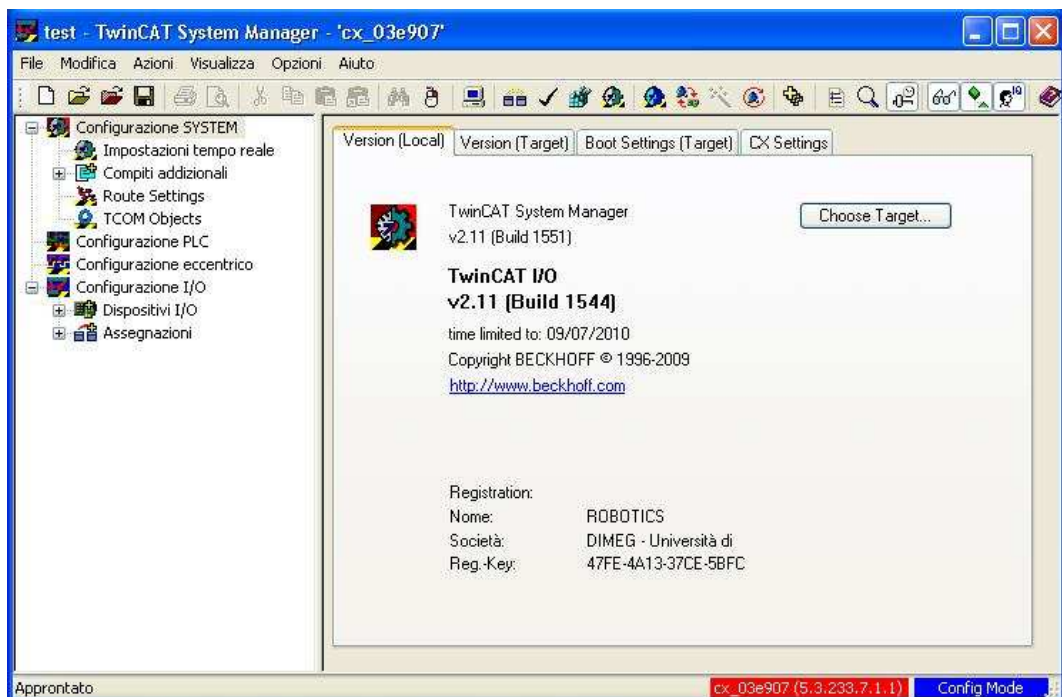 test - TwinCAT System Manager - 'cx_03e907'
File Modifica Azioni Visualizza Opzioni Aiuto
Configurazione SYSTEM
Impostazioni tempo reale
Compiti addizionali
Route Settings
TCOM Objects
Configurazione PLC
Configurazione eccentrico
Configurazione I/O
Dispositivi I/O
Assegnazioni
Version (Local) Version (Target) Boot Settings (Target) CX Settings
TwinCAT System Manager
v2.11 (Build 1551)
Choose Target...
TwinCAT I/O
v2.11 (Build 1544)
time limited to: 09/07/2010
Copyright BECKHOFF © 1996-2009
http://www.beckhoff.com
Registration:
Nome: ROBOTICS
Società: DIMEG - Università di
Reg.-Key: 47FE-4A13-37CE-5BFC
Approntato
cx_03e907 (5.3.233.7.1.1) Config Mode